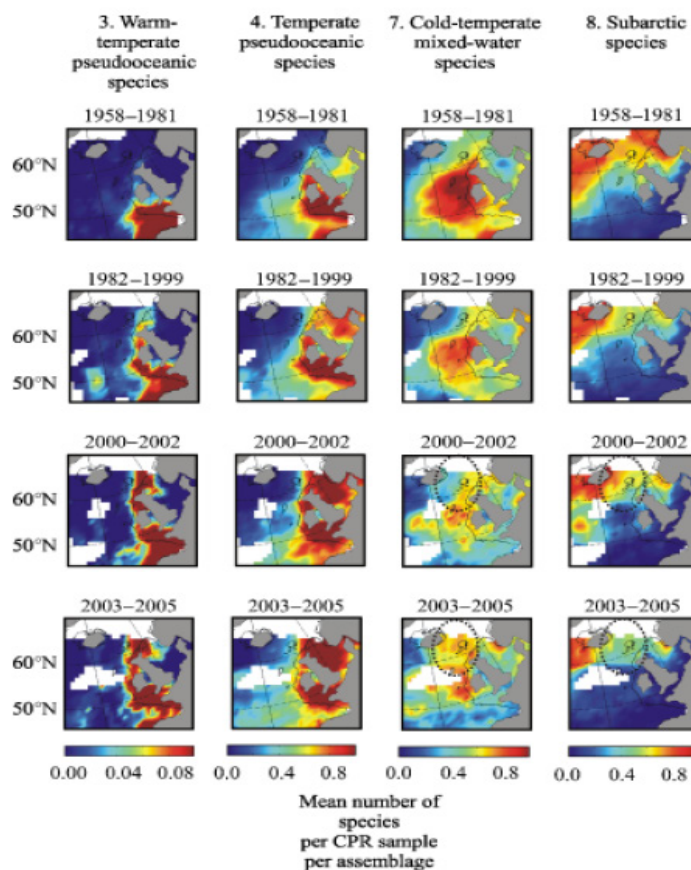 3. Warm-
temperate
pseudooceanic
species
4. Temperate
pseudooceanic
species
7. Cold-temperate
mixed-water
species
8. Subarctic
species
1958–1981
1958–1981
1958–1981
1958–1981
60°N
50°N
1982–1999
1982–1999
1982–1999
1982–1999
60°N
50°N
2000–2002
2000–2002
2000–2002
2000–2002
60°N
50°N
2003–2005
2003–2005
2003–2005
2003–2005
60°N
50°N
0.00 0.04 0.08
0.0 0.4 0.8
0.0 0.4 0.8
0.0 0.4 0.8
Mean number of
species
per CPR sample
per assemblage